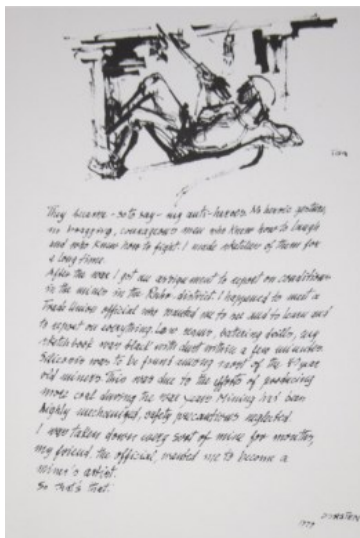 They became - so to say - my anti-heroes. No heroic gesture,
no bragging, courageous men who knew how to laugh
and who knew how to fight. I made sketches of them for
a long time.
After the war I got an assignment to report on conditions
in the mines in the Ruhr-district. I happened to meet a
Trade Union official who wanted me to see and to learn and
to report on everything. Low seams, battering drills, my
sketchbook was black with dust within a few minutes.
Silicosis was to be found among most of the 40 year
old miners. This was due to the efforts of producing
more coal during the war years. Mining had been
highly mechanized, safety precautions neglected.
I was taken down every sort of mine for months,
my friend, the official, wanted me to become a
miner's artist.
So that's that.